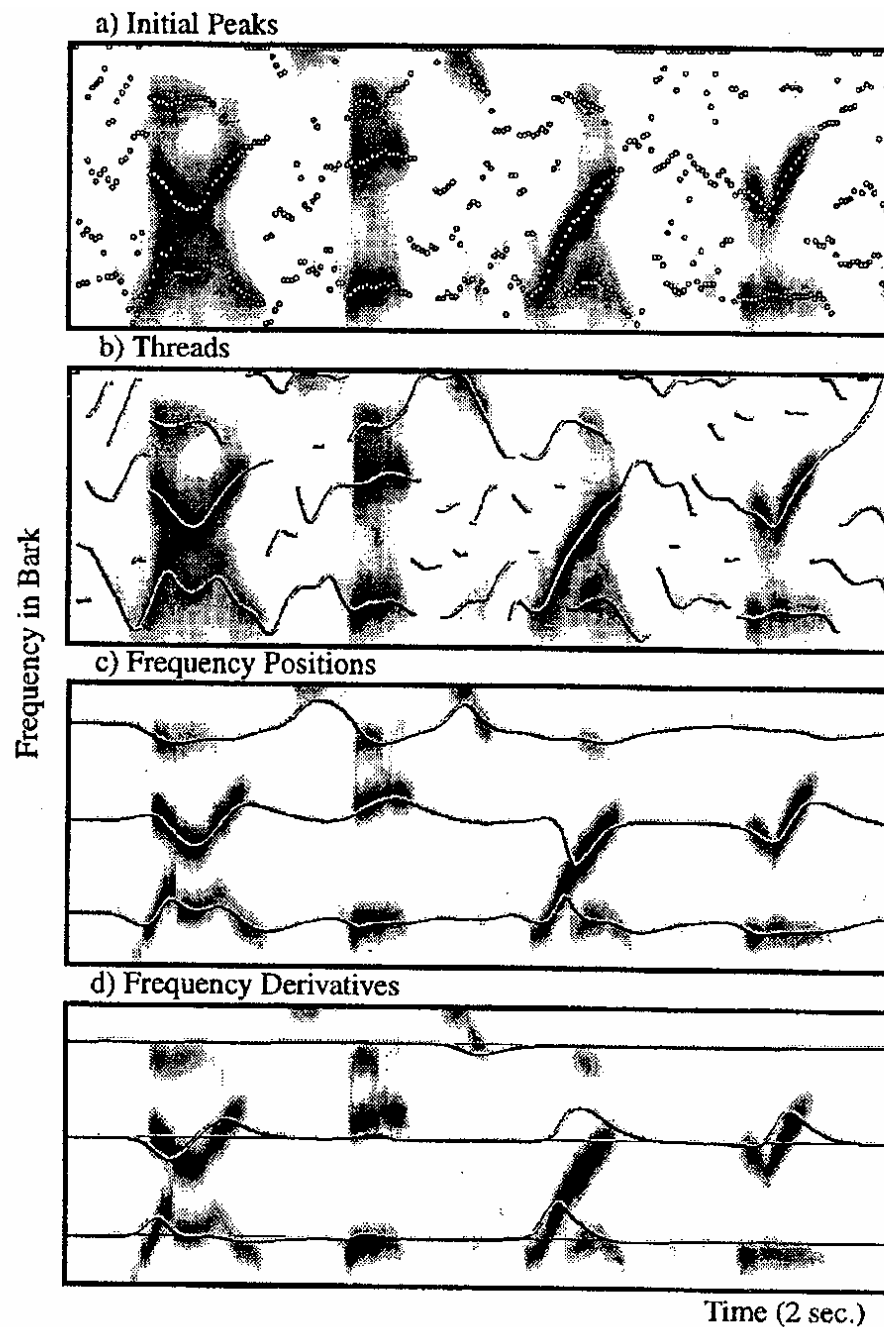 a) Initial Peaks
b) Threads
Frequency in Bark
c) Frequency Positions
d) Frequency Derivatives
Time (2 sec.)